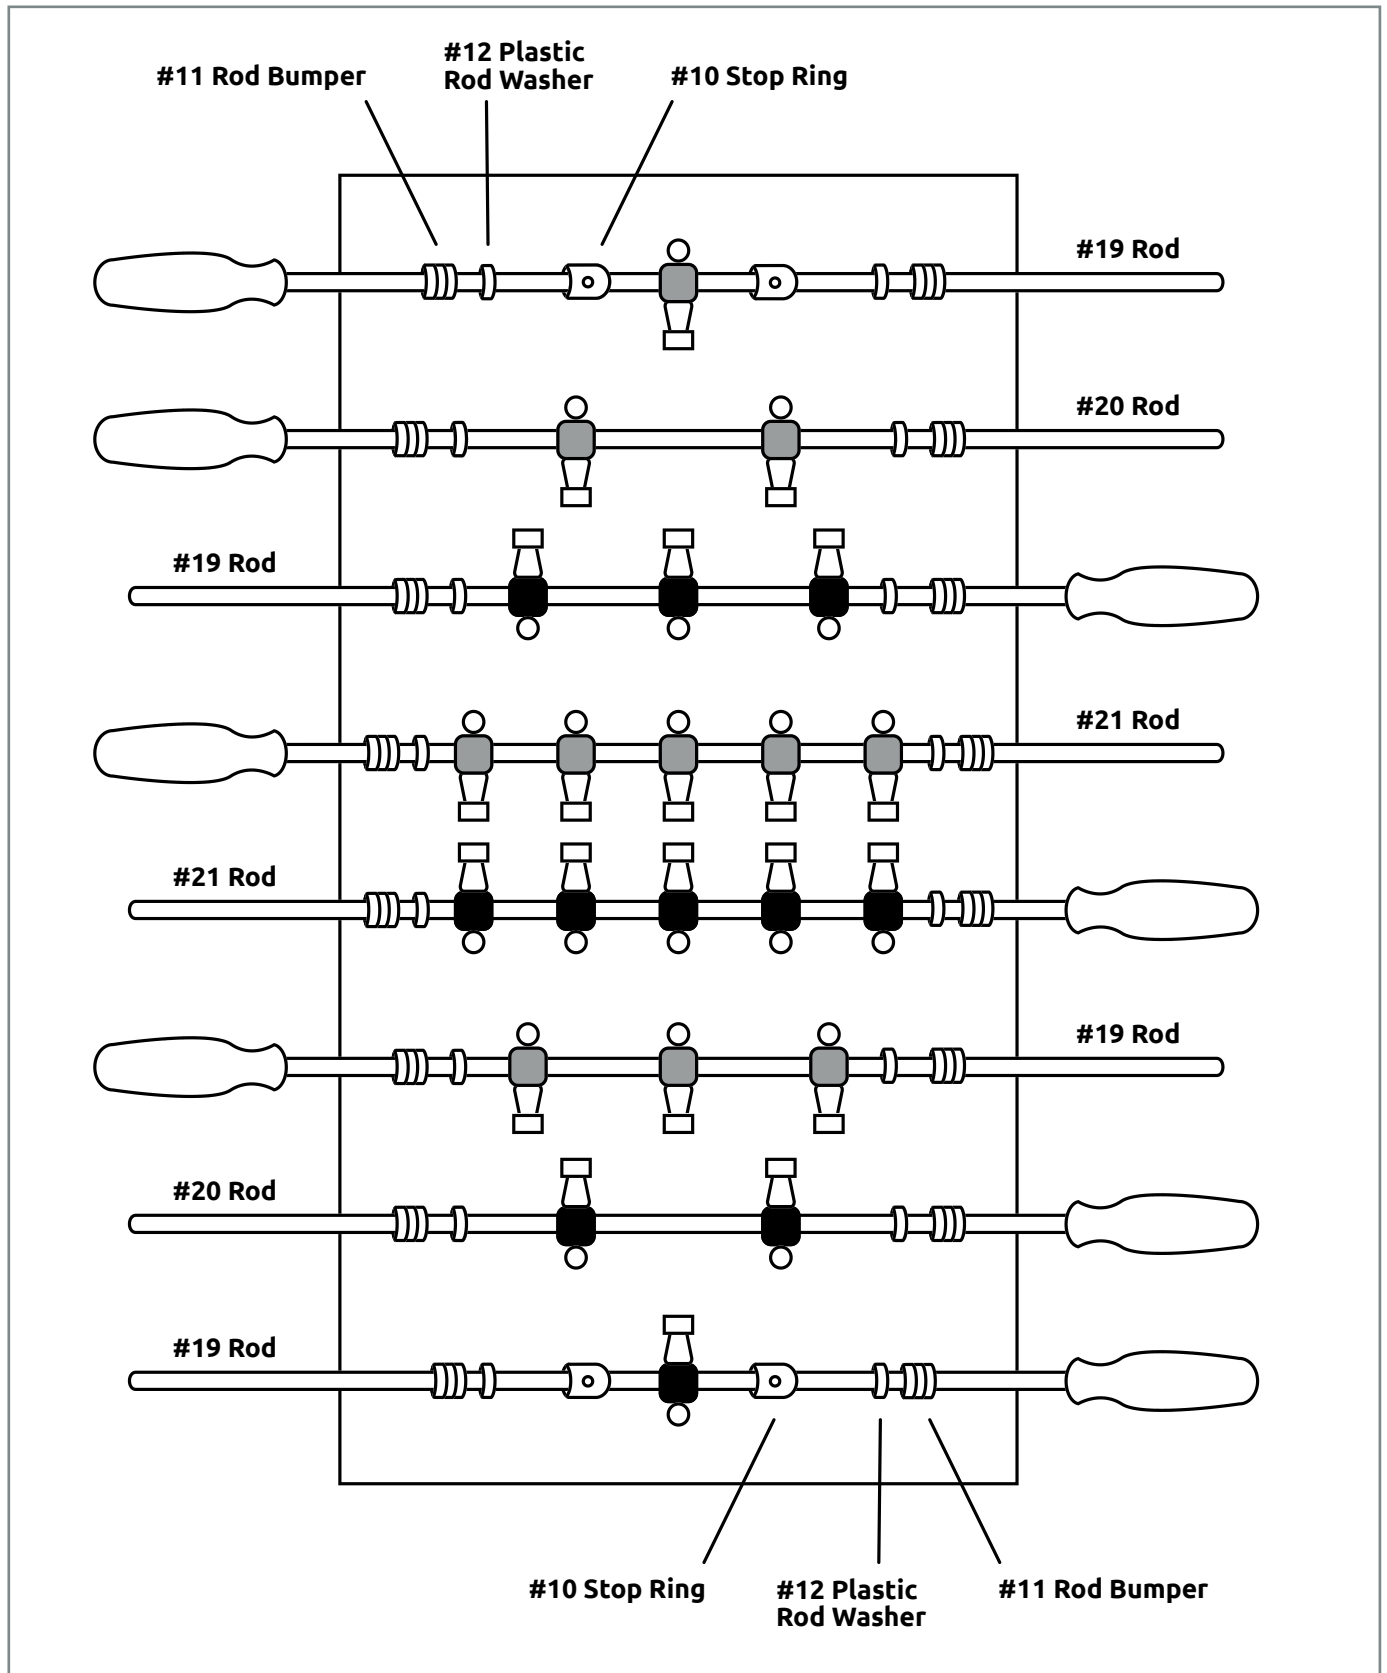 #12 Plastic
#11 Rod Bumper
Rod Washer
#10 Stop Ring
#19 Rod
#20 Rod
#19 Rod
#21 Rod
#21 Rod
#19 Rod
#20 Rod
#19 Rod
#10 Stop Ring
#12 Plastic
Rod Washer
#11 Rod Bumper